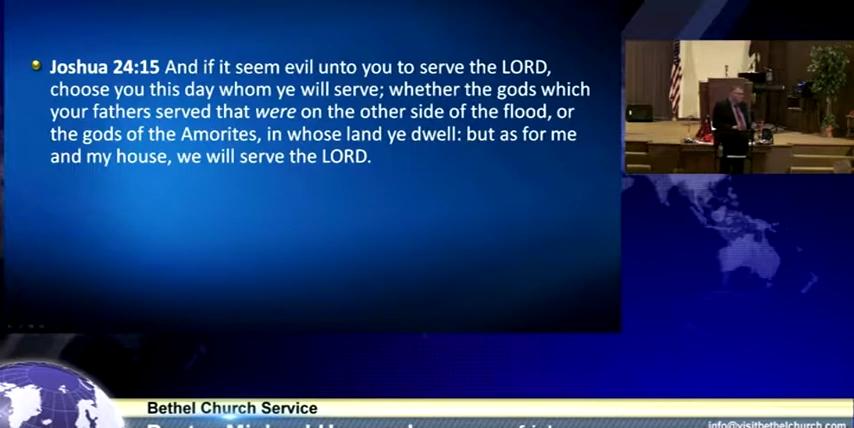 Joshua 24:15 And if it seem evil unto you to serve the LORD,
choose you this day whom ye will serve; whether the gods which
your fathers served that were on the other side of the flood, or
the gods of the Amorites, in whose land ye dwell: but as for me
and my house, we will serve the LORD.
Bethel Church Service
info@visitbethelchurch.com